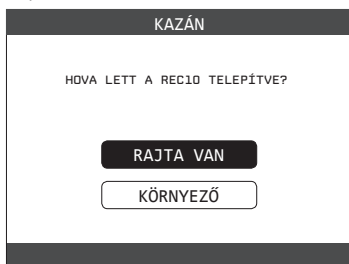 KAZÁN
HOVA LETT A REC10 TELEPÍTVE?
RAJTA VAN
KÖRNYEZŐ